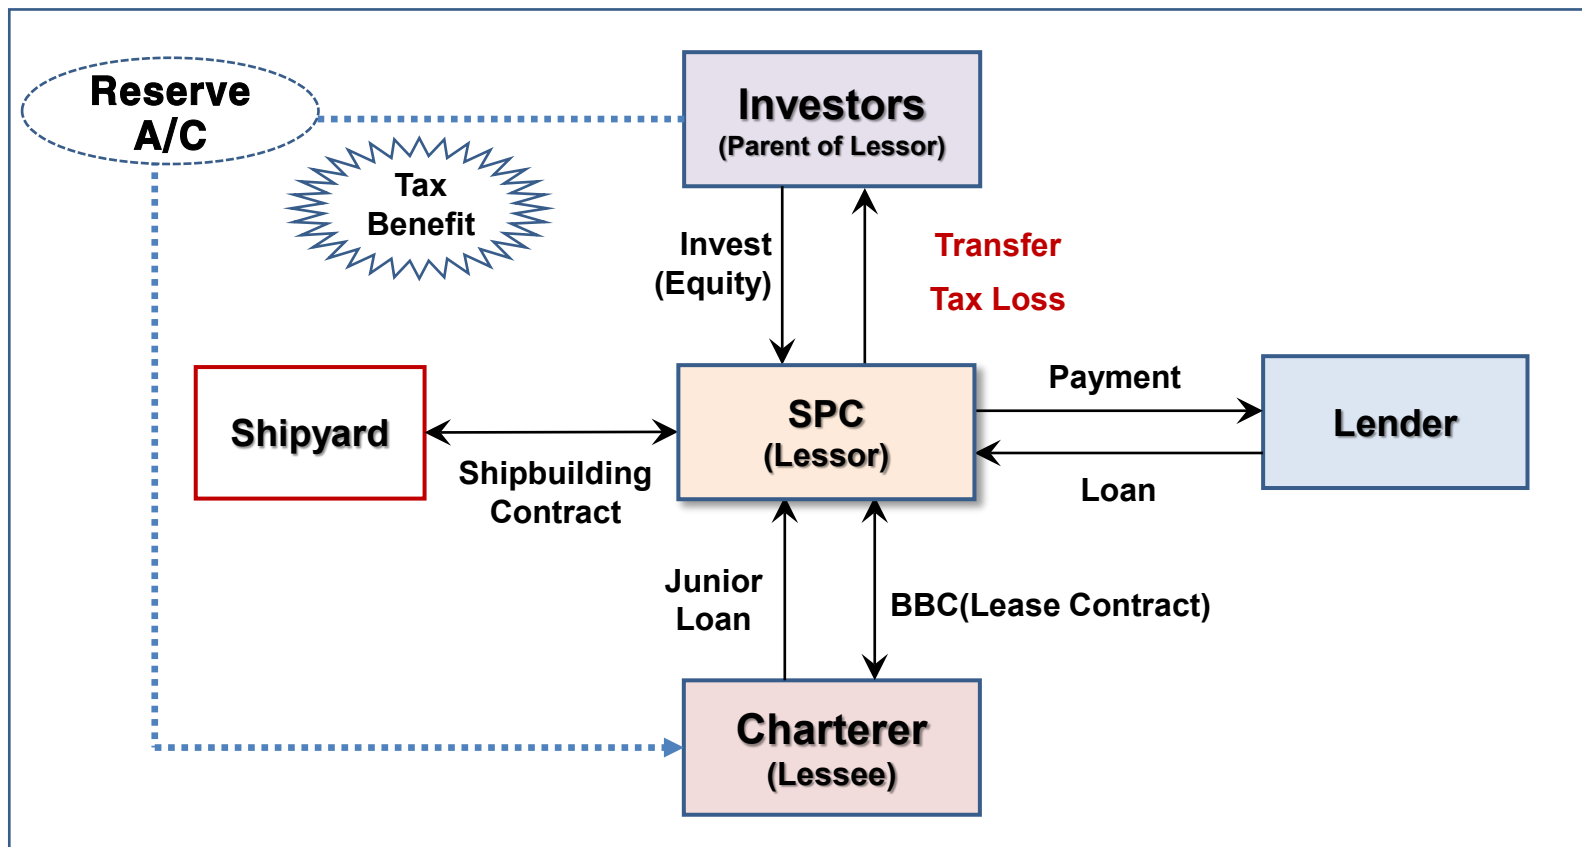 Reserve
A/C
Investors
(Parent of Lessor)
Tax
Benefit
Invest
(Equity)
Transfer
Tax Loss
Shipyard
Shipbuilding
Contract
SPC
(Lessor)
Payment
Loan
Lender
Junior
Loan
BBC(Lease Contract)
Charterer
(Lessee)